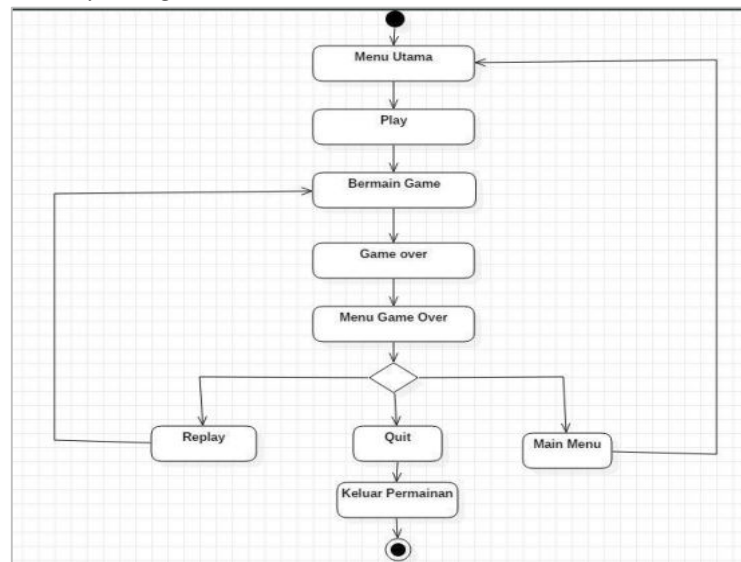 Menu Utama
Play
Bermain Game
Game over
Menu Game Over
Replay
Quit
Main Menu
Keluar Permainan